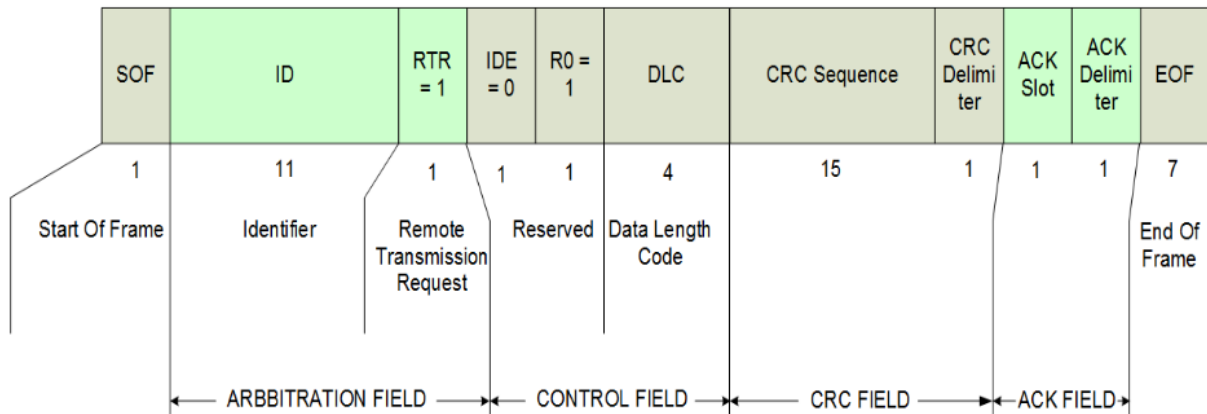 SOF
ID
RTR
= 1
IDE
= 0
R0 =
1
DLC
CRC Sequence
CRC
Delimi
ter
ACK
Slot
ACK
Delimi
ter
EOF
1
11
1
1
1
4
15
1
1
1
7
Start Of Frame
Identifier
Remote
Transmission
Request
Reserved
Data Length
Code
End Of
Frame
ARBBITRATION FIELD
CONTROL FIELD
CRC FIELD
ACK FIELD